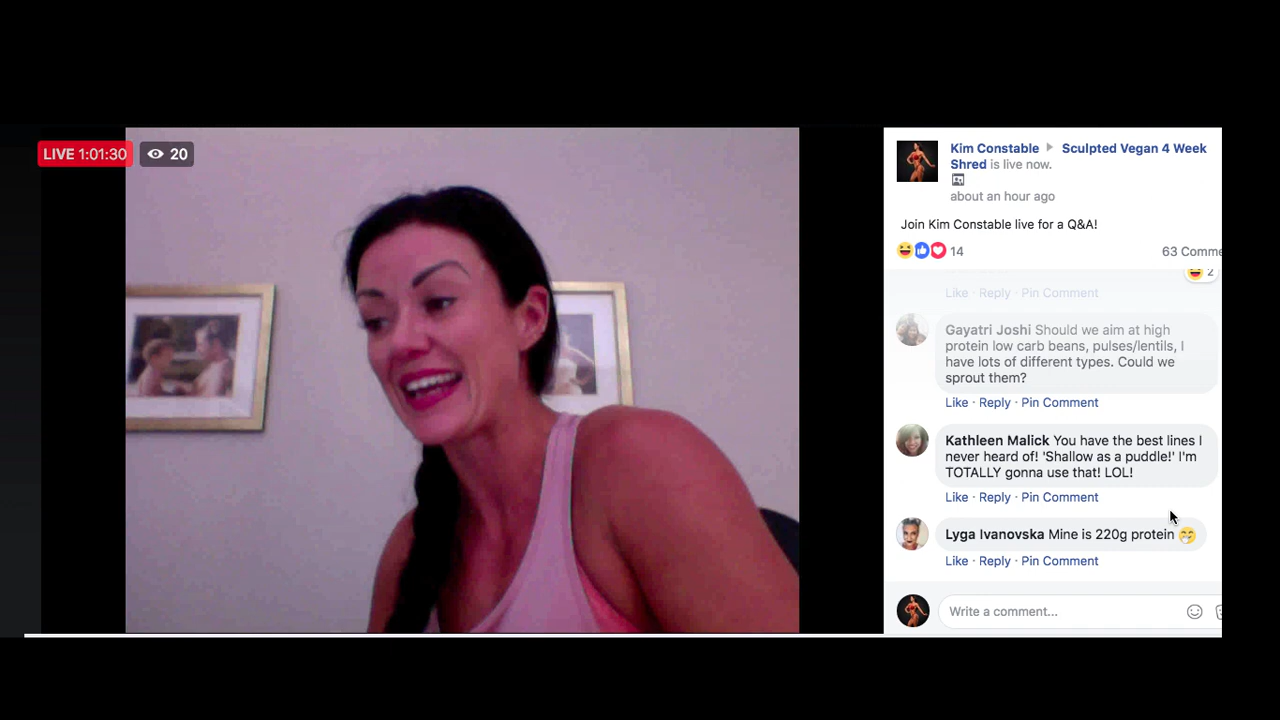 LIVE 1:01:30
20
Kim Constable Sculpted Vegan 4 Week
Shred is live now.
about an hour ago
Join Kim Constable live for a Q&A!
14
63 Comme
2
Like · Reply · Pin Comment
Gayatri Joshi Should we aim at high
protein low carb beans, pulses/lentils, I
have lots of different types. Could we
sprout them?
Like · Reply · Pin Comment
Kathleen Malick You have the best lines I
never heard of! 'Shallow as a puddle!' I'm
TOTALLY gonna use that! LOL!
Like · Reply · Pin Comment
Lyga Ivanovska Mine is 220g protein
Like · Reply · Pin Comment
Write a comment...